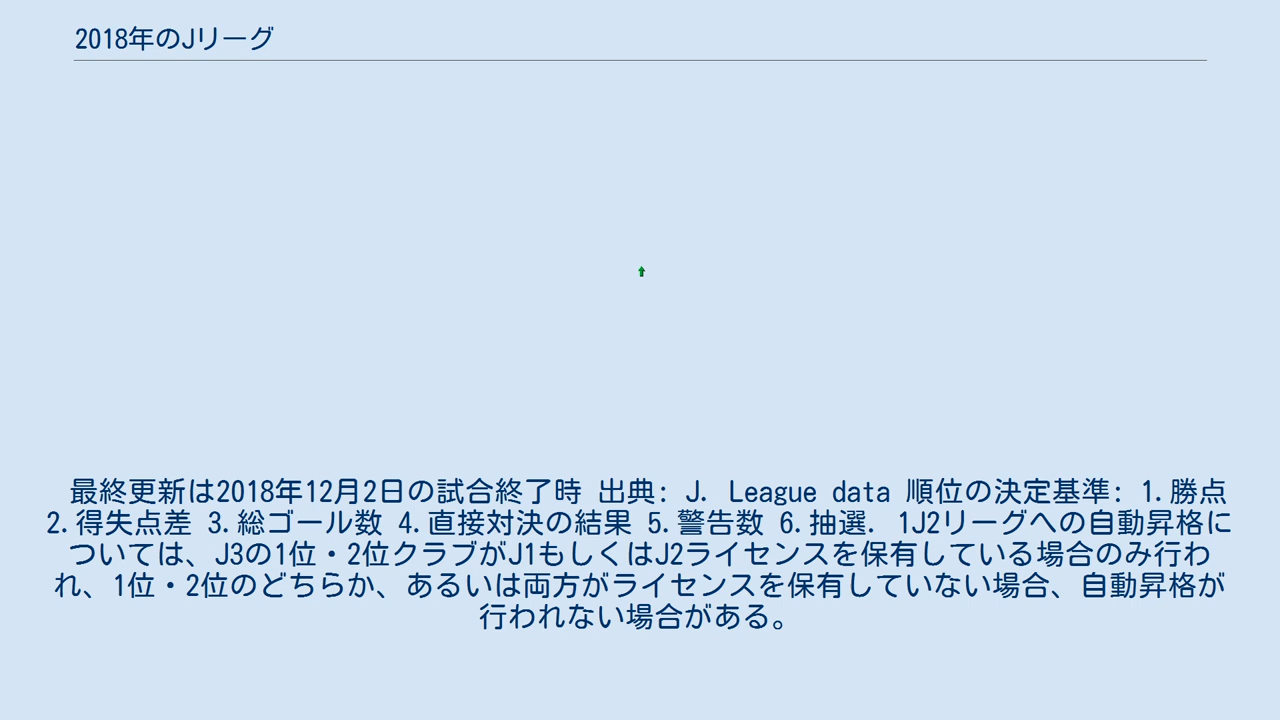 2018年のJリーグ
最終更新は2018年12月2日の試合終了時 出典: J. League data 順位の決定基準: 1.勝点
2.得失点差 3.総ゴール数 4.直接対決の結果 5.警告数 6.抽選. 1J2リーグへの自動昇格に
ついては、J3の1位・2位クラブがJ1もしくはJ2ライセンスを保有している場合のみ行わ
れ、1位・2位のどちらか、あるいは両方がライセンスを保有していない場合、自動昇格が
行われない場合がある。